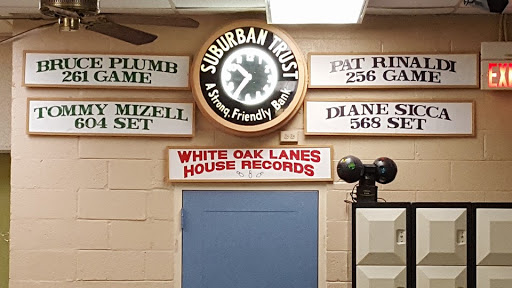 BRUCE PLUMB
261 GAME
SUBURBAN TRUST
A Strong, Friendly Bank
PAT RINALDI
256 GAME
EXI
TOMMY MIZELL
604 SET
DIANE SICCA
568 SET
WHITE OAK LANES
HOUSE RECORDS